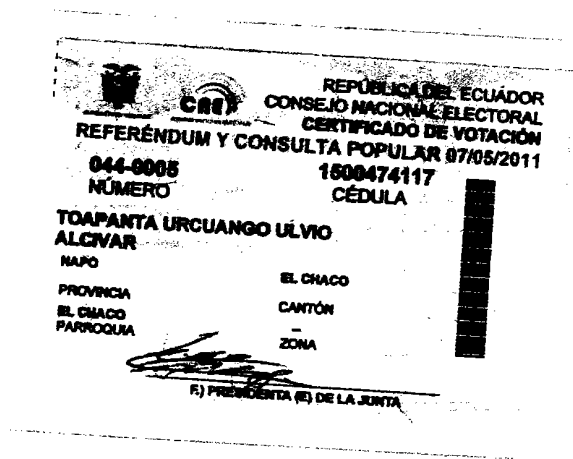 REPÚBLICA DEL ECUADOR
CONSEJO NACIONAL ELECTORAL
CERTIFICADO DE VOTACIÓN
REFERÉNDUM Y CONSULTA POPULAR 07/05/2011
044-0005 1500474117
NÚMERO CÉDULA
TOAPANTA URCUANGO ULVIO
ALCIVAR
NAPO EL CHACO
PROVINCIA CANTÓN
EL CHACO –
PARROQUIA ZONA
F.) PRESIDENTA (E) DE LA JUNTA